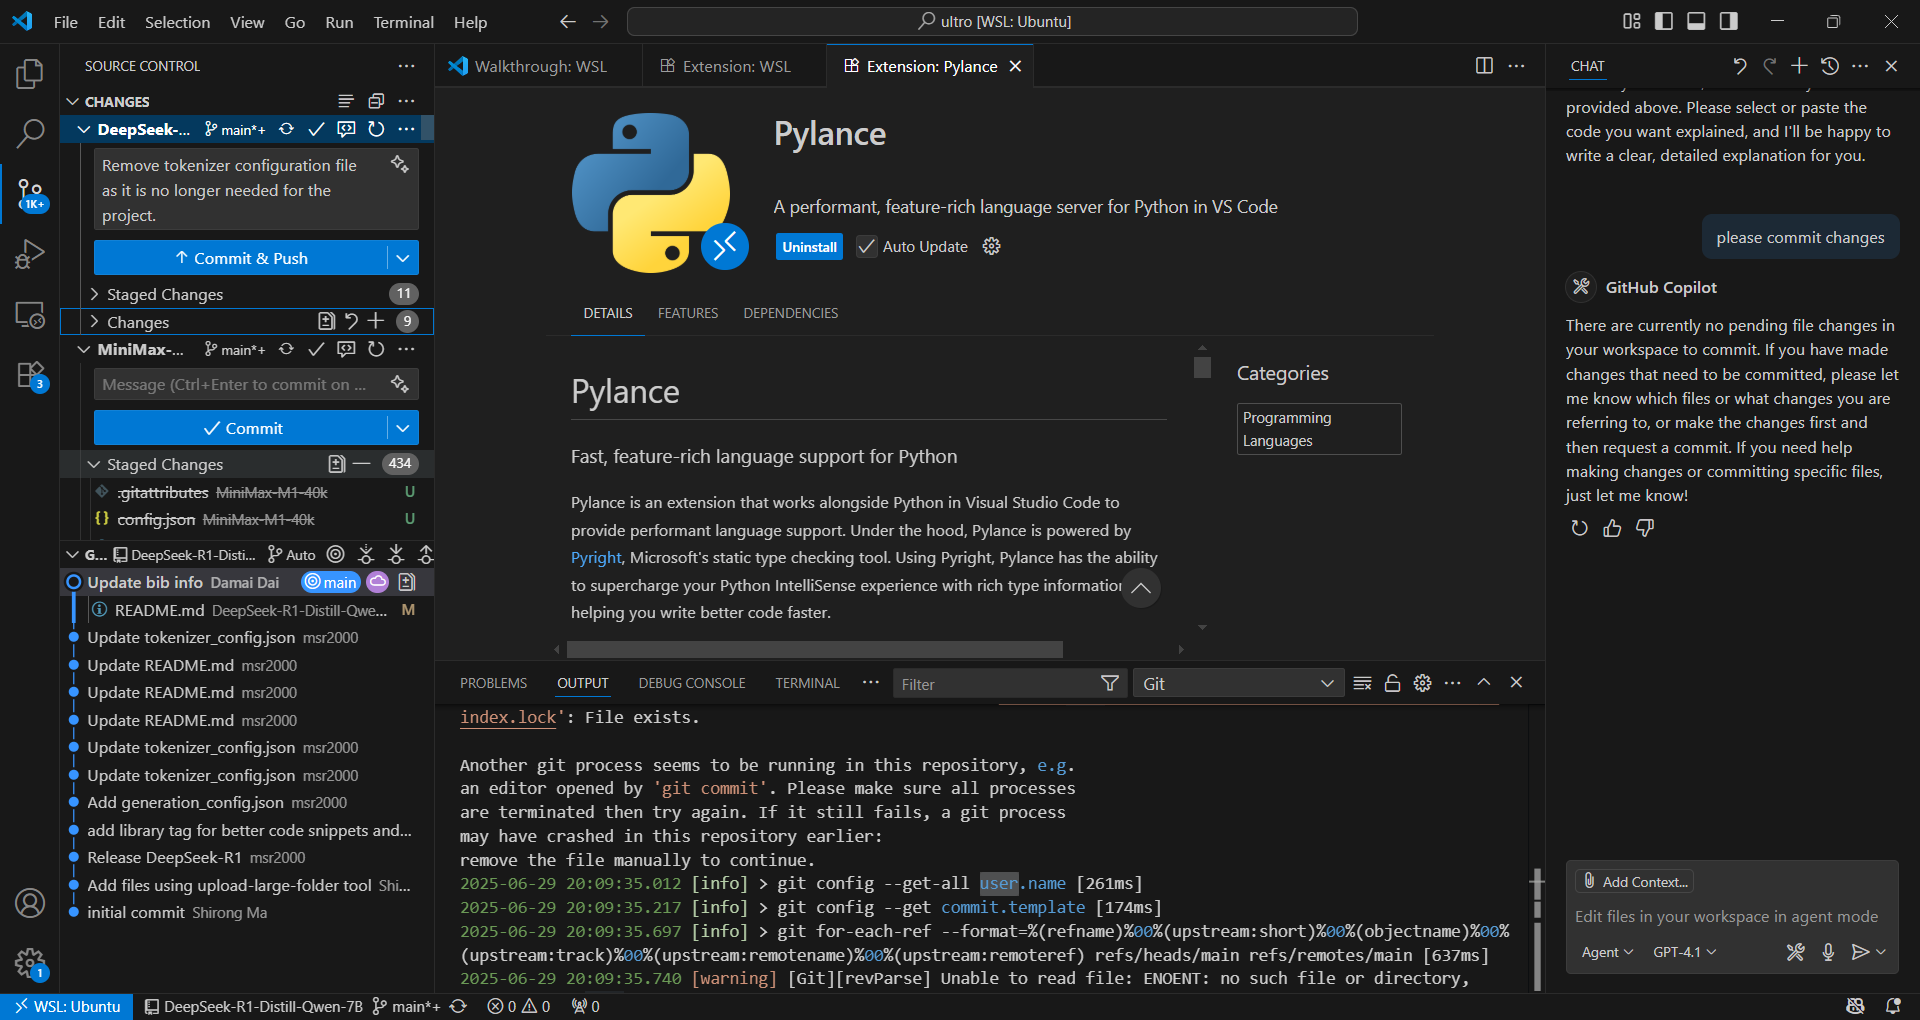 File Edit Selection View Go Run Terminal Help
ultro [WSL: Ubuntu]
SOURCE CONTROL
CHANGES
DeepSeek-... main*+
Remove tokenizer configuration file
as it is no longer needed for the
project.
Commit & Push
Staged Changes 11
Changes 9
MiniMax-... main*+
Message (Ctrl+Enter to commit on ...
Commit
Staged Changes 434
.gitattributes MiniMax-M1-40k U
config.json MiniMax-M1-40k U
G... DeepSeek-R1-Disti... Auto
Update bib info Damai Dai main
README.md DeepSeek-R1-Distill-Qwe... M
Update tokenizer_config.json msr2000
Update README.md msr2000
Update README.md msr2000
Update README.md msr2000
Update tokenizer_config.json msr2000
Update tokenizer_config.json msr2000
Add generation_config.json msr2000
add library tag for better code snippets and...
Release DeepSeek-R1 msr2000
Add files using upload-large-folder tool Shi...
initial commit Shirong Ma
1K+
3
1
Walkthrough: WSL
Extension: WSL
Extension: Pylance
Pylance
A performant, feature-rich language server for Python in VS Code
Uninstall
Auto Update
DETAILS FEATURES DEPENDENCIES
Pylance
Fast, feature-rich language support for Python
Pylance is an extension that works alongside Python in Visual Studio Code to
provide performant language support. Under the hood, Pylance is powered by
Pyright, Microsoft's static type checking tool. Using Pyright, Pylance has the ability
to supercharge your Python IntelliSense experience with rich type information
helping you write better code faster.
Categories
Programming
Languages
PROBLEMS OUTPUT DEBUG CONSOLE TERMINAL ...
Filter
Git
index.lock': File exists.
Another git process seems to be running in this repository, e.g.
an editor opened by 'git commit'. Please make sure all processes
are terminated then try again. If it still fails, a git process
may have crashed in this repository earlier:
remove the file manually to continue.
2025-06-29 20:09:35.012 [info] > git config --get-all user.name [261ms]
2025-06-29 20:09:35.217 [info] > git config --get commit.template [174ms]
2025-06-29 20:09:35.697 [info] > git for-each-ref --format=%(refname)%00%(upstream:short)%00%(objectname)%00%
(upstream:track)%00%(upstream:remotename)%00%(upstream:remoteref) refs/heads/main refs/remotes/main [637ms]
2025-06-29 20:09:35.740 [warning] [Git][revParse] Unable to read file: ENOENT: no such file or directory,
CHAT
provided above. Please select or paste the
code you want explained, and I'll be happy to
write a clear, detailed explanation for you.
please commit changes
GitHub Copilot
There are currently no pending file changes in
your workspace to commit. If you have made
changes that need to be committed, please let
me know which files or what changes you are
referring to, or make the changes first and
then request a commit. If you need help
making changes or committing specific files,
just let me know!
Add Context...
Edit files in your workspace in agent mode
Agent GPT-4.1
WSL: Ubuntu
DeepSeek-R1-Distill-Qwen-7B main*+
0 0 0